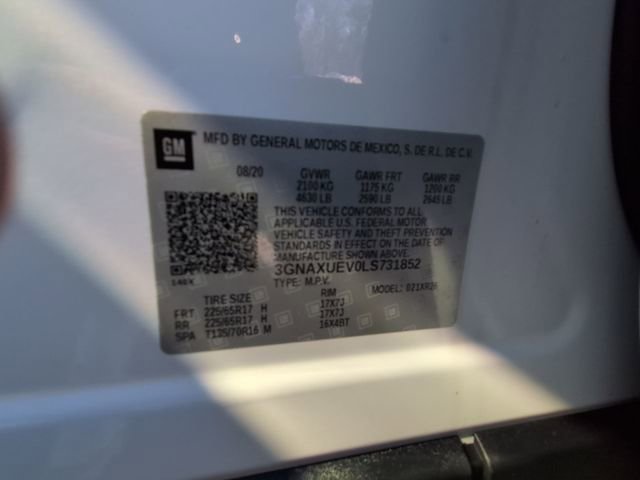 GM MFD BY GENERAL MOTORS DE MEXICO, S. DE R.L. DE C.V.
08/20 GVWR GAWR FRT GAWR RR
2100 KG 1175 KG 1200 KG
4630 LB 2590 LB 2645 LB
THIS VEHICLE CONFORMS TO ALL
APPLICABLE U.S. FEDERAL MOTOR
VEHICLE SAFETY AND THEFT PREVENTION
STANDARDS IN EFFECT ON THE DATE OF
MANUFACTURE SHOWN ABOVE.
3GNAXUEV0LS731852
TYPE: M.P.V. MODEL:
TIRE SIZE RIM
FRT 225/65R17 H 17X7J
RR 225/65R17 H 17X7J
SPA T135/70R16 M 16X4BT